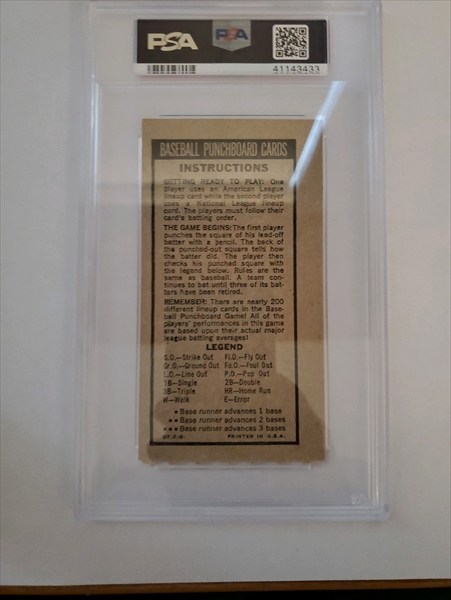 PSA
PSA
41143433
BASEBALL PUNCHBOARD CARDS
INSTRUCTIONS
GETTING READY TO PLAY: One
player uses an American League
lineup card while the second player
uses a National League lineup
card. The players must follow their
card's batting order.
THE GAME BEGINS: The first player
punches the square of his lead-off
batter with a pencil. The back of
the punched-out square tells how
the batter did. The player then
checks his punched square with
the legend below. Rules are the
same as baseball. A team con-
tinues to bat until three of its bat-
ters have been retired.
REMEMBER: There are nearly 200
different lineup cards in the Base-
ball Punchboard Game! All of the
players' performances in this game
are based upon their actual major
league batting averages!
LEGEND
S.O.—Strike Out Fl.O.—Fly Out
Gr.O.—Ground Out Fo.O.—Foul Out
L.O.—Line Out P.O.—Pop Out
1B—Single 2B—Double
3B—Triple HR—Home Run
W—Walk E—Error
• Base runner advances 1 base
• • Base runner advances 2 bases
• • • Base runner advances 3 bases
©T.C.G. PRINTED IN U.S.A.